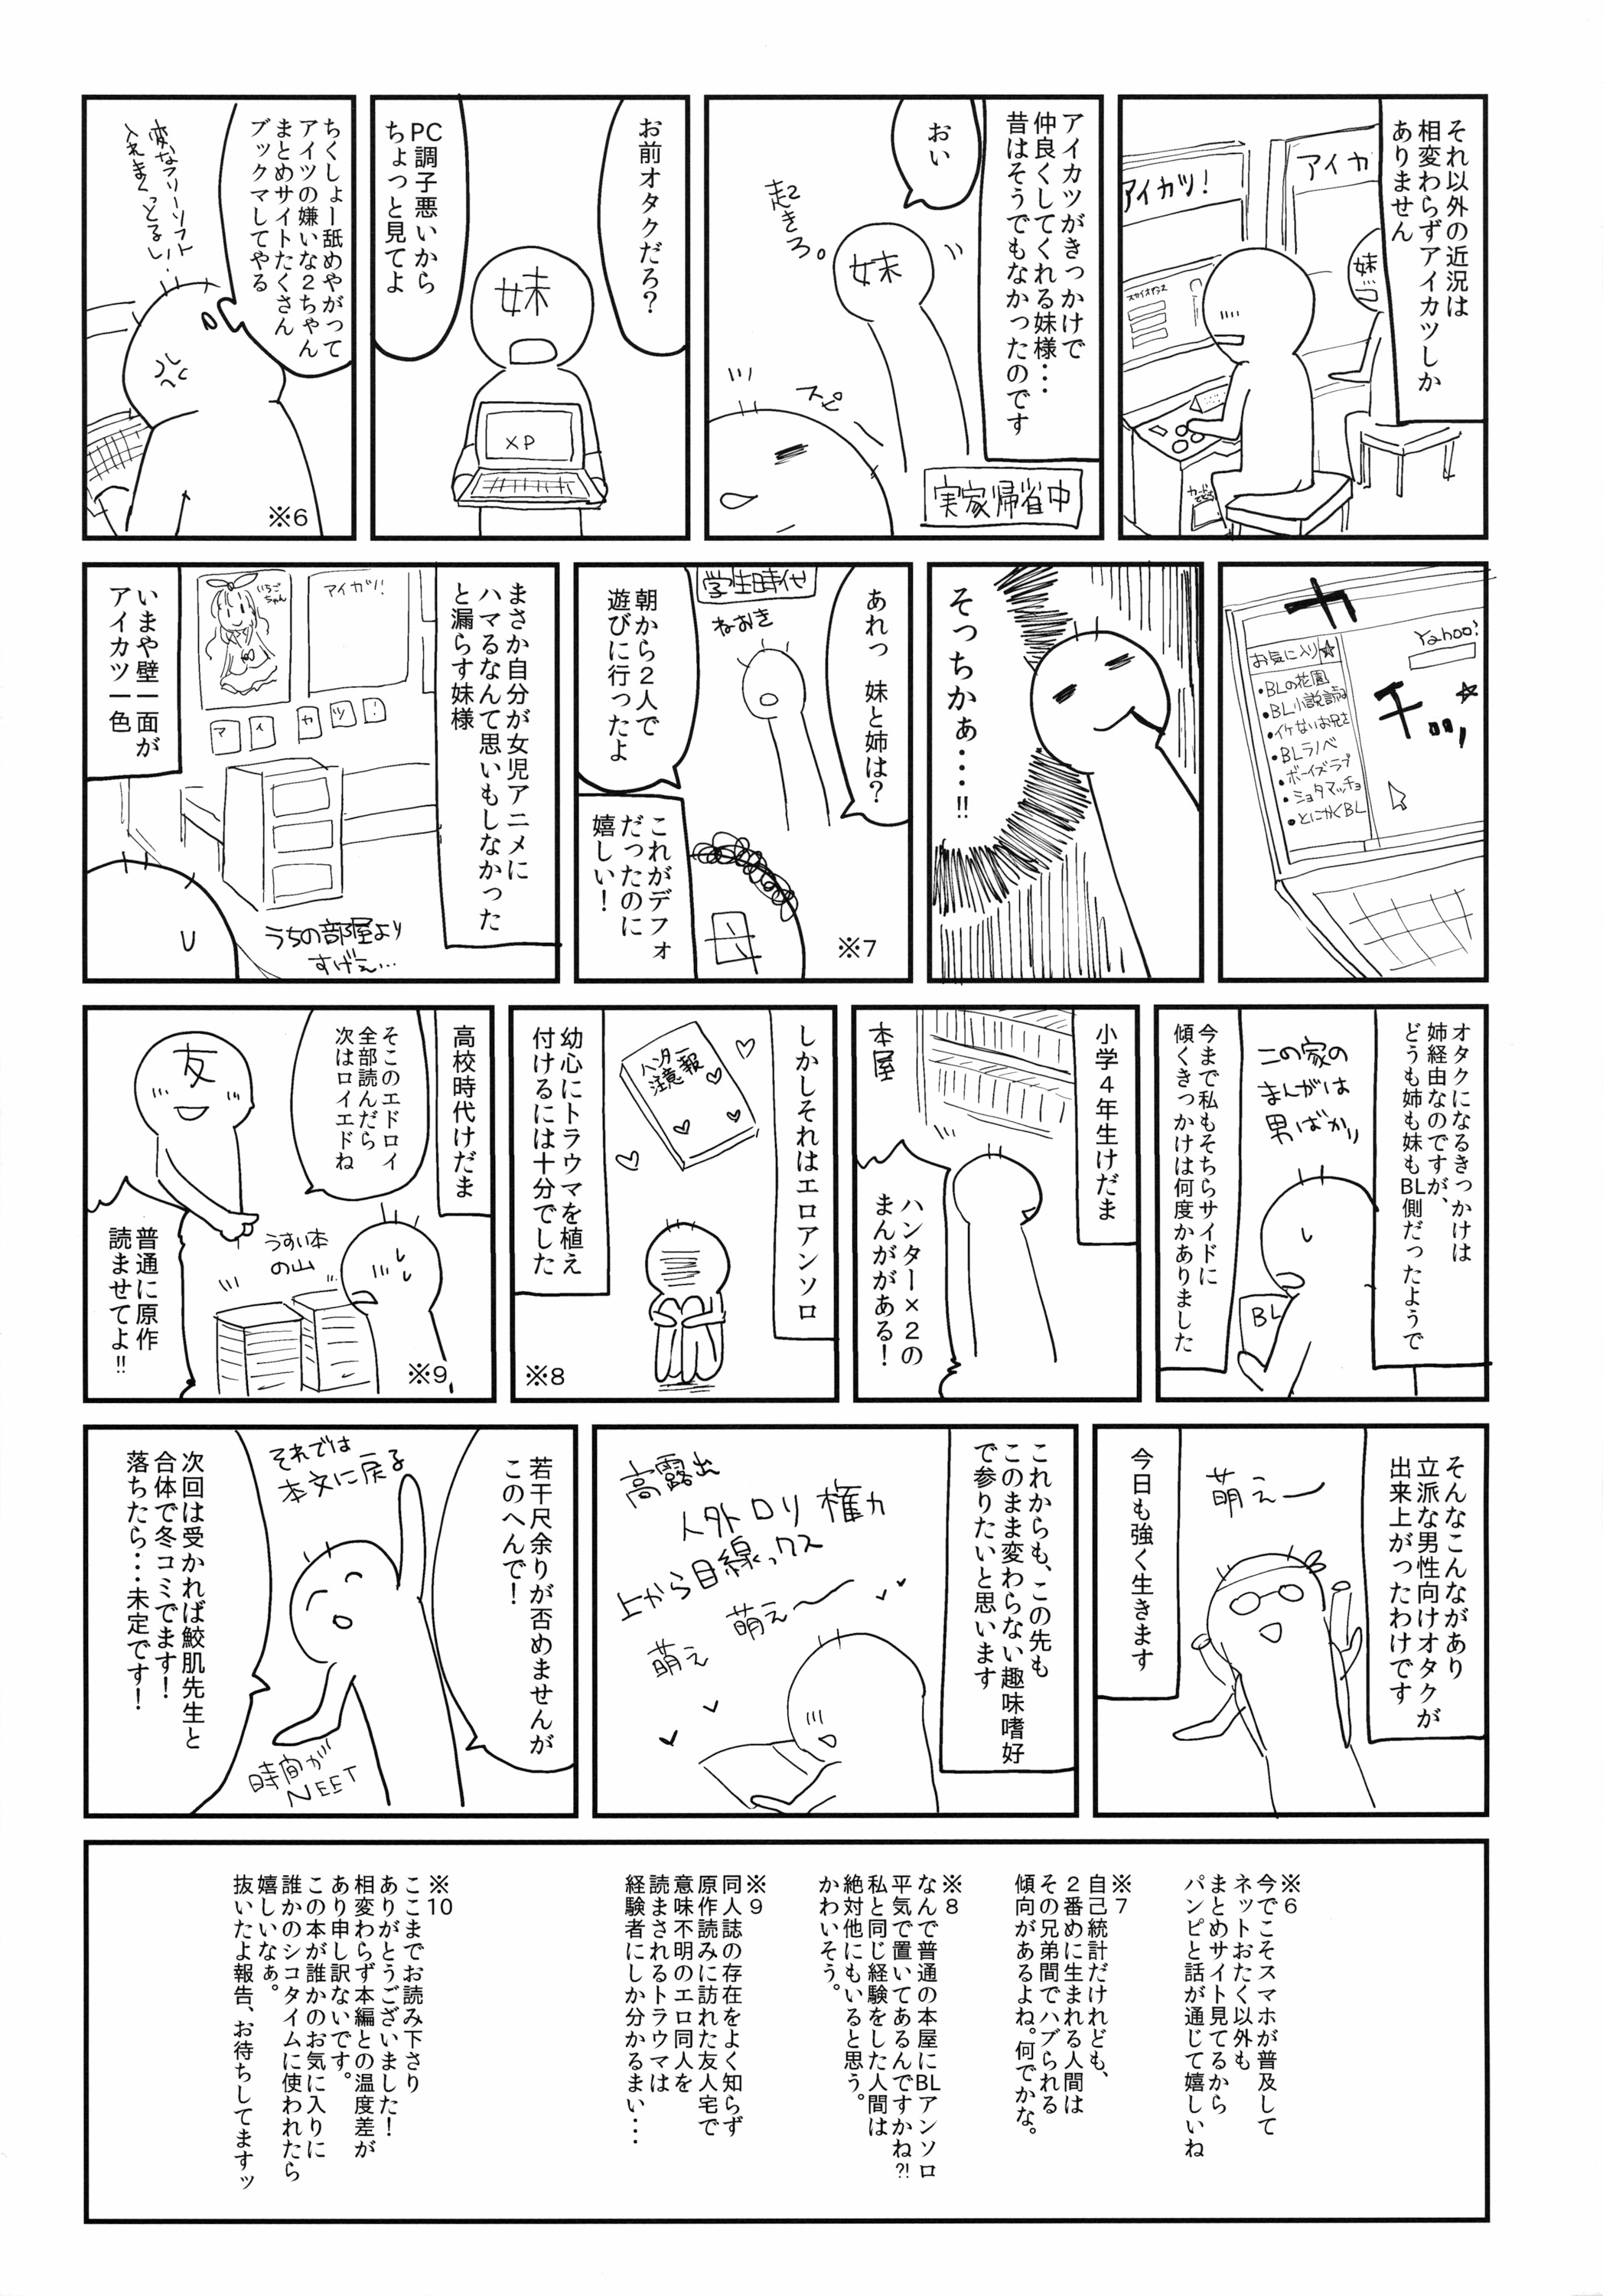 それ以外の近況は
相変わらずアイカツしか
ありません
アイカ
アイカツ!
妹
アイカツがきっかけで
仲良くしてくれる妹様・・・
昔はそうでもなかったのです
おい
起きろ。
妹
スピ
実家帰省中
お前オタクだろ?
妹
XP
PC調子悪いから
ちょっと見てよ
ちくしょー舐めやがって
アイツの嫌いな2ちゃん
まとめサイトたくさん
ブックマしてやる
変なフリーソフト
入れまくっとるし!!
※6
カチッ
Yahoo!
お気に入り☆
・BLの花園
・BL小説読み
・イケないお兄さ
・BLラノベ
・ボーイズラブ
・ショタマッチョ
・とにかくBL
そっちかぁ・・・!!
あれっ 妹と姉は?
学生時代
ねおき
朝から2人で
遊びに行ったよ
これがデフォ
だったのに
嬉しい!
母
※7
まさか自分が女児アニメに
ハマるなんて思いもしなかった
と漏らす妹様
アイカツ!
いちご
ちゃん
アイカツ!
いまや壁一面が
アイカツ一色
うちの部屋より
すげぇ…
オタクになるきっかけは
姉経由なのですが、
どうも姉も妹もBL側だったようで
この家の
まんがは
男ばかり
BL
今まで私もそちらサイドに
傾くきっかけは何度かありました
小学4年生けだま
本屋
ハンター×2の
まんががある!
しかしそれはエロアンソロ
ハンター
注意報
幼心にトラウマを植え
付けるには十分でした
※8
高校時代けだま
そこのエドロイ
全部読んだら
次はロイエドね
友
うすい本
の山
普通に原作
読ませてよ!!
※9
そんなこんながあり
立派な男性向けオタクが
出来上がったわけです
萌えー
今日も強く生きます
これからも、この先も
このまま変わらない趣味嗜好
で参りたいと思います
高露出
人外ロリ 権力
上から目線っクス
萌え〜
萌え
若干尺余りが否めませんが
このへんで!
それでは
本文に戻る
時間が
NEET
次回は受かれば鮫肌先生と
合体で冬コミでます!
落ちたら・・・未定です!
※6
今でこそスマホが普及して
ネットおたく以外も
まとめサイト見てるから
パンピと話が通じて嬉しいね
※7
自己統計だけれども、
2番めに生まれる人間は
その兄弟間でハブられる
傾向があるよね。何でかな。
※8
なんで普通の本屋にBLアンソロ
平気で置いてあるんですかね?!
私と同じ経験をした人間は
絶対他にもいると思う。
かわいそう。
※9
同人誌の存在をよく知らず
原作読みに訪れた友人宅で
意味不明のエロ同人を
読まされるトラウマは
経験者にしか分かるまい・・・
※10
ここまでお読み下さり
ありがとうございました!
相変わらず本編との温度差が
あり申し訳ないです。
この本が誰かのお気に入りに
誰かのシコタイムに使われたら
嬉しいなぁ。
抜いたよ報告、お待ちしてますッ